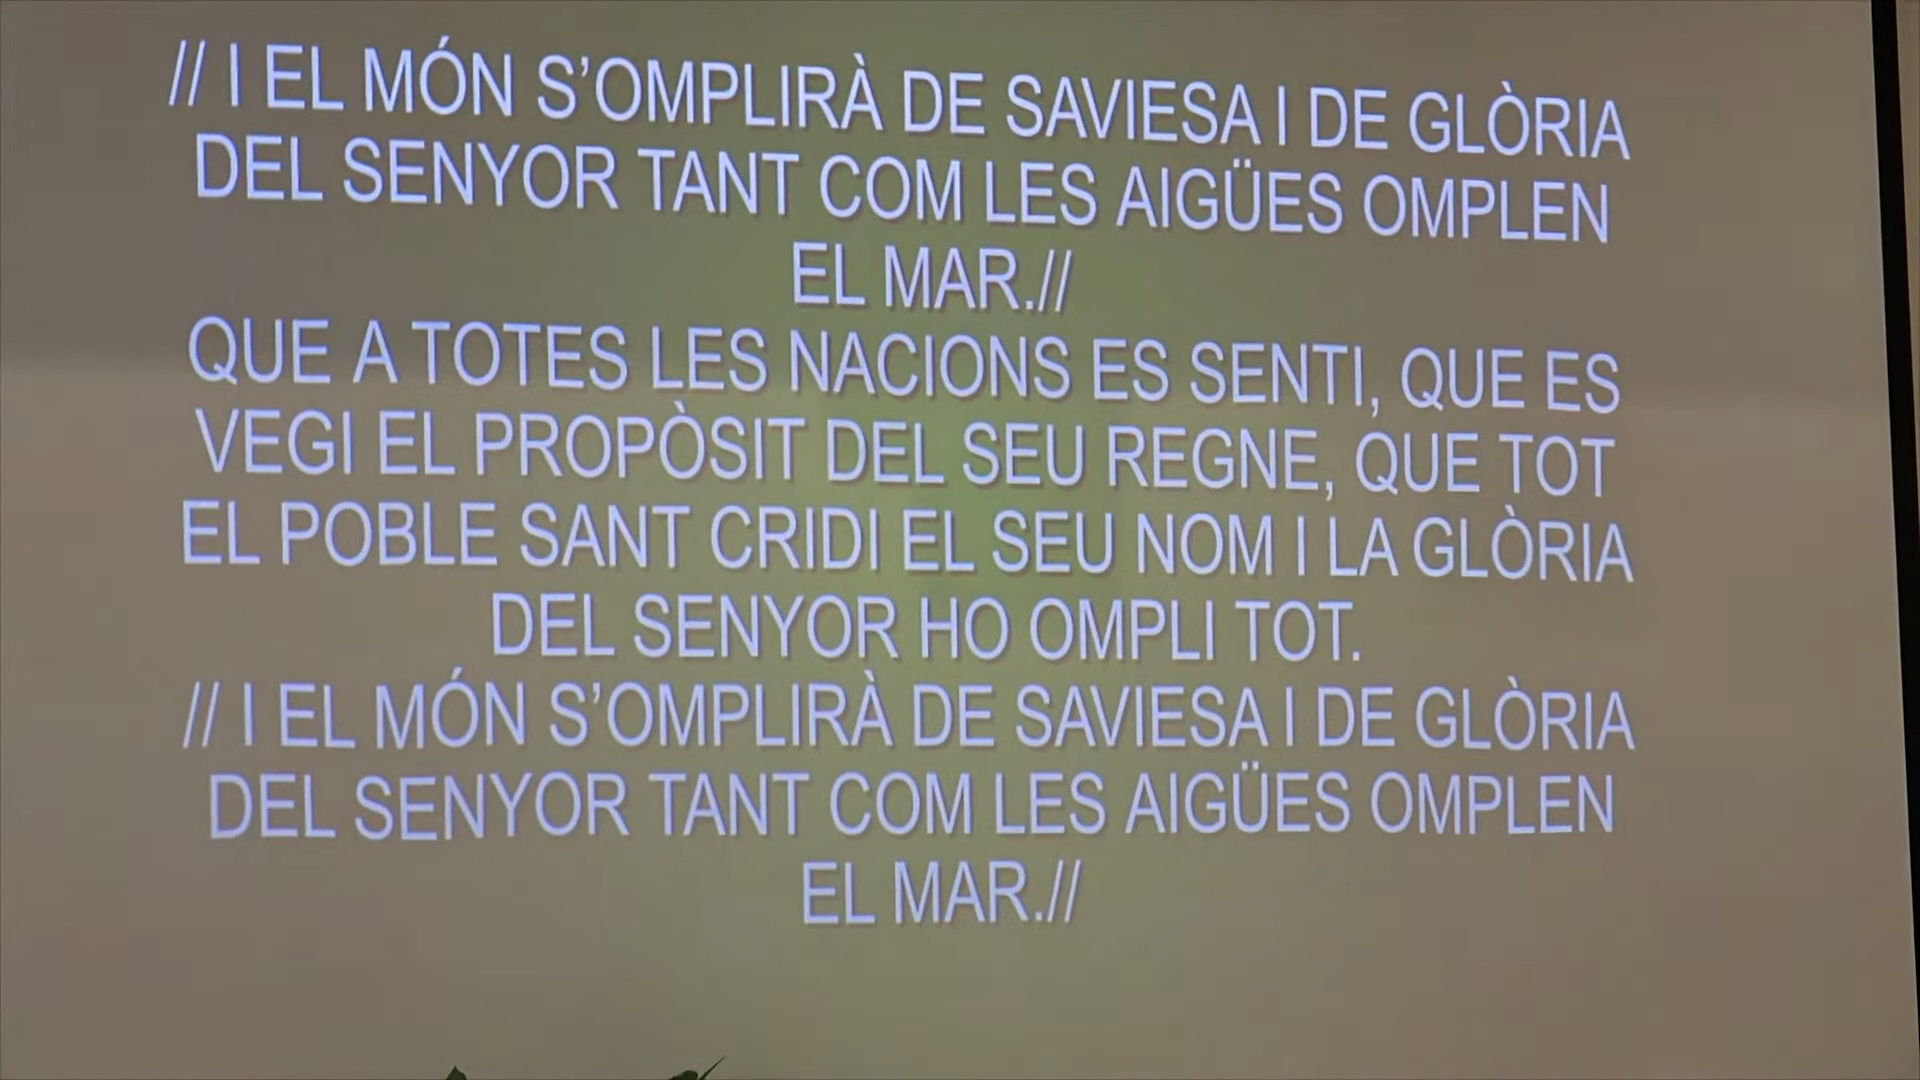 // I EL MÓN S’OMPLIRÀ DE SAVIESA I DE GLÒRIA
DEL SENYOR TANT COM LES AIGÜES OMPLEN
EL MAR.//
QUE A TOTES LES NACIONS ES SENTI, QUE ES
VEGI EL PROPÒSIT DEL SEU REGNE, QUE TOT
EL POBLE SANT CRIDI EL SEU NOM I LA GLÒRIA
DEL SENYOR HO OMPLI TOT.
// I EL MÓN S’OMPLIRÀ DE SAVIESA I DE GLÒRIA
DEL SENYOR TANT COM LES AIGÜES OMPLEN
EL MAR.//